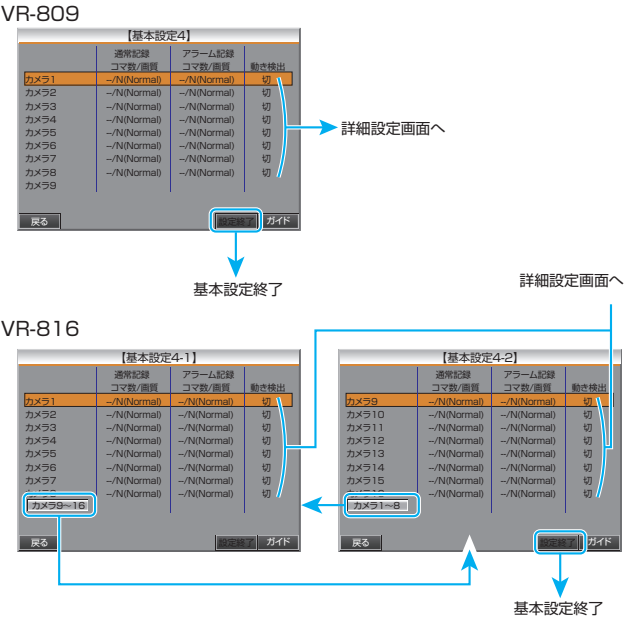 VR-809
【基本設定4】
通常記録 アラーム記録
コマ数/画質 コマ数/画質 動き検出
カメラ1 –/N(Normal) –/N(Normal) 切
カメラ2 –/N(Normal) –/N(Normal) 切
カメラ3 –/N(Normal) –/N(Normal) 切
カメラ4 –/N(Normal) –/N(Normal) 切
カメラ5 –/N(Normal) –/N(Normal) 切
カメラ6 –/N(Normal) –/N(Normal) 切
カメラ7 –/N(Normal) –/N(Normal) 切
カメラ8 –/N(Normal) –/N(Normal) 切
カメラ9
戻る 設定終了 ガイド
詳細設定画面へ
基本設定終了
詳細設定画面へ
VR-816
【基本設定4-1】
通常記録 アラーム記録
コマ数/画質 コマ数/画質 動き検出
カメラ1 –/N(Normal) –/N(Normal) 切
カメラ2 –/N(Normal) –/N(Normal) 切
カメラ3 –/N(Normal) –/N(Normal) 切
カメラ4 –/N(Normal) –/N(Normal) 切
カメラ5 –/N(Normal) –/N(Normal) 切
カメラ6 –/N(Normal) –/N(Normal) 切
カメラ7 –/N(Normal) –/N(Normal) 切
–/N(Normal) –/N(Normal) 切
カメラ9~16
戻る 設定終了 ガイド
【基本設定4-2】
通常記録 アラーム記録
コマ数/画質 コマ数/画質 動き検出
カメラ9 –/N(Normal) –/N(Normal) 切
カメラ10 –/N(Normal) –/N(Normal) 切
カメラ11 –/N(Normal) –/N(Normal) 切
カメラ12 –/N(Normal) –/N(Normal) 切
カメラ13 –/N(Normal) –/N(Normal) 切
カメラ14 –/N(Normal) –/N(Normal) 切
カメラ15 –/N(Normal) –/N(Normal) 切
–/N(Normal) –/N(Normal) 切
カメラ1~8
戻る 設定終了 ガイド
基本設定終了